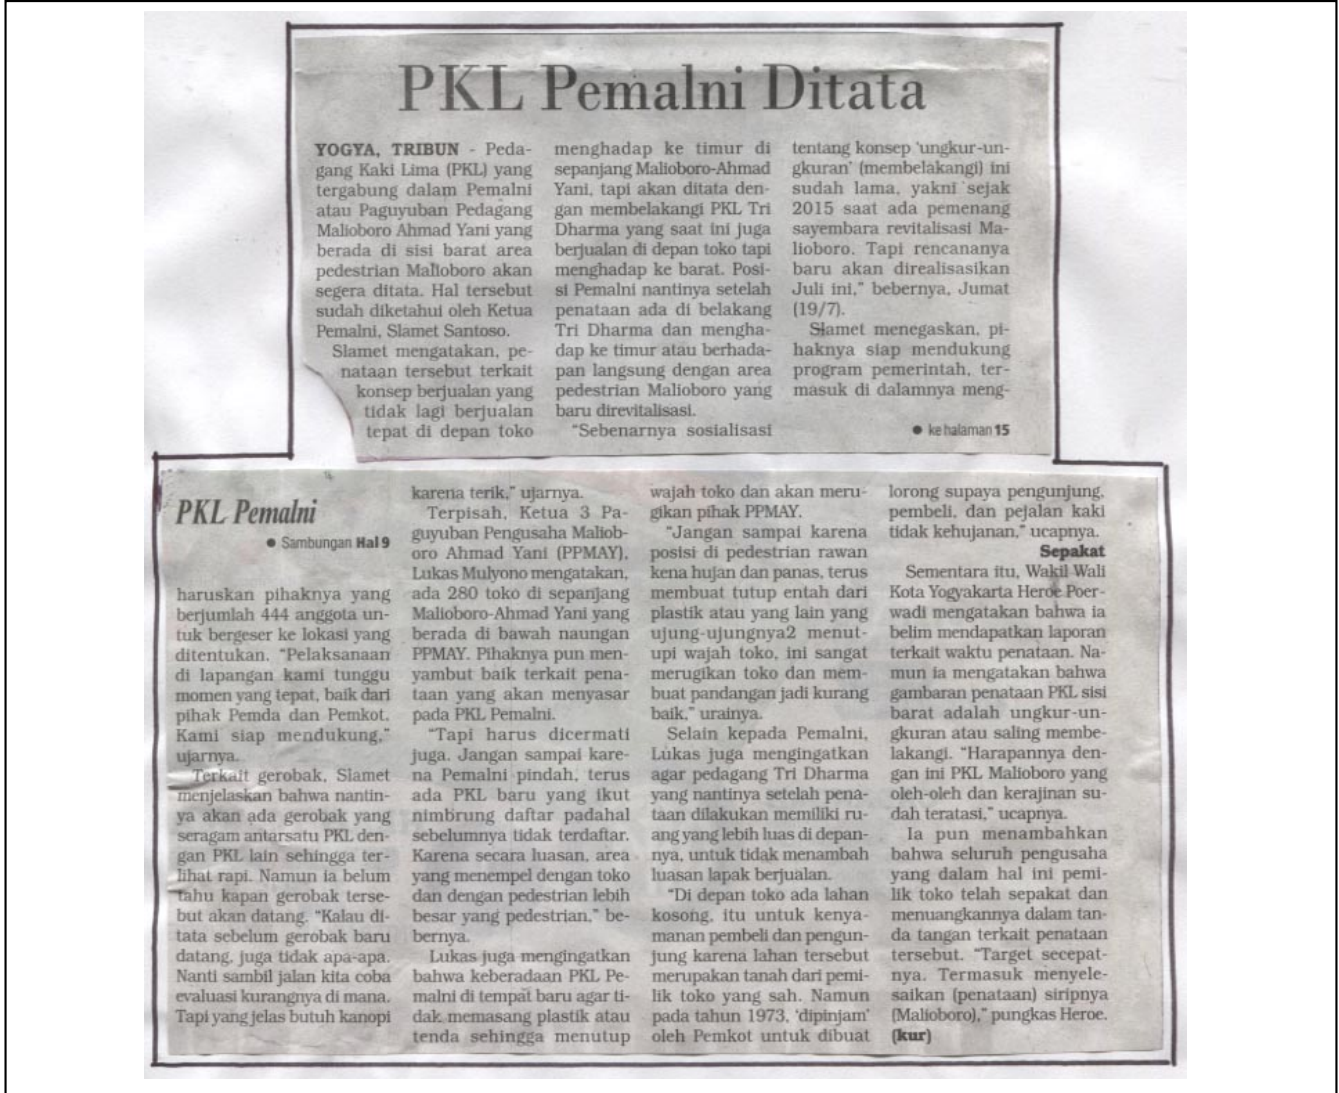 PKL Pemalni Ditata
YOGYA, TRIBUN - Peda-
gang Kaki Lima (PKL) yang
tergabung dalam Pemalni
atau Paguyuban Pedagang
Malioboro Ahmad Yani yang
berada di sisi barat area
pedestrian Malioboro akan
segera ditata. Hal tersebut
sudah diketahui oleh Ketua
Pemalni, Slamet Santoso.
Slamet mengatakan, pe-
nataan tersebut terkait
konsep berjualan yang
tidak lagi berjualan
tepat di depan toko
menghadap ke timur di
sepanjang Malioboro-Ahmad
Yani, tapi akan ditata den-
gan membelakangi PKL Tri
Dharma yang saat ini juga
berjualan di depan toko tapi
menghadap ke barat. Posi-
si Pemalni nantinya setelah
penataan ada di belakang
Tri Dharma dan mengha-
dap ke timur atau berhada-
pan langsung dengan area
pedestrian Malioboro yang
baru direvitalisasi.
"Sebenarnya sosialisasi
tentang konsep 'ungkur-un-
gkuran' (membelakangi) ini
sudah lama, yakni sejak
2015 saat ada pemenang
sayembara revitalisasi Ma-
lioboro. Tapi rencananya
baru akan direalisasikan
Juli ini," bebernya, Jumat
(19/7).
Slamet menegaskan, pi-
haknya siap mendukung
program pemerintah, ter-
masuk di dalamnya meng-
● ke halaman 15
PKL Pemalni
● Sambungan Hal 9
haruskan pihaknya yang
berjumlah 444 anggota un-
tuk bergeser ke lokasi yang
ditentukan. "Pelaksanaan
di lapangan kami tunggu
momen yang tepat, baik dari
pihak Pemda dan Pemkot.
Kami siap mendukung,"
ujarnya.
Terkait gerobak, Slamet
menjelaskan bahwa nantin-
ya akan ada gerobak yang
seragam antarsatu PKL den-
gan PKL lain sehingga ter-
lihat rapi. Namun ia belum
tahu kapan gerobak terse-
but akan datang. "Kalau di-
tata sebelum gerobak baru
datang, juga tidak apa-apa.
Nanti sambil jalan kita coba
evaluasi kurangnya di mana.
Tapi yang jelas butuh kanopi
karena terik," ujarnya.
Terpisah, Ketua 3 Pa-
guyuban Pengusaha Maliob-
oro Ahmad Yani (PPMAY),
Lukas Mulyono mengatakan,
ada 280 toko di sepanjang
Malioboro-Ahmad Yani yang
berada di bawah naungan
PPMAY. Pihaknya pun men-
yambut baik terkait pena-
taan yang akan menyasar
pada PKL Pemalni.
"Tapi harus dicermati
juga. Jangan sampai kare-
na Pemalni pindah, terus
ada PKL baru yang ikut
nimbrung daftar padahal
sebelumnya tidak terdaftar.
Karena secara luasan, area
yang menempel dengan toko
dan dengan pedestrian lebih
besar yang pedestrian," be-
bernya.
Lukas juga mengingatkan
bahwa keberadaan PKL Pe-
malni di tempat baru agar ti-
dak memasang plastik atau
tenda sehingga menutup
wajah toko dan akan meru-
gikan pihak PPMAY.
"Jangan sampai karena
posisi di pedestrian rawan
kena hujan dan panas, terus
membuat tutup entah dari
plastik atau yang lain yang
ujung-ujungnya2 menut-
upi wajah toko, ini sangat
merugikan toko dan mem-
buat pandangan jadi kurang
baik," urainya.
Selain kepada Pemalni,
Lukas juga mengingatkan
agar pedagang Tri Dharma
yang nantinya setelah pena-
taan dilakukan memiliki ru-
ang yang lebih luas di depan-
nya, untuk tidak menambah
luasan lapak berjualan.
"Di depan toko ada lahan
kosong, itu untuk kenya-
manan pembeli dan pengun-
jung karena lahan tersebut
merupakan tanah dari pemi-
lik toko yang sah. Namun
pada tahun 1973, 'dipinjam'
oleh Pemkot untuk dibuat
lorong supaya pengunjung,
pembeli, dan pejalan kaki
tidak kehujanan," ucapnya.
Sepakat
Sementara itu, Wakil Wali
Kota Yogyakarta Heroe Poer-
wadi mengatakan bahwa ia
belim mendapatkan laporan
terkait waktu penataan. Na-
mun ia mengatakan bahwa
gambaran penataan PKL sisi
barat adalah ungkur-un-
gkuran atau saling membe-
lakangi. "Harapannya den-
gan ini PKL Malioboro yang
oleh-oleh dan kerajinan su-
dah teratasi," ucapnya.
Ia pun menambahkan
bahwa seluruh pengusaha
yang dalam hal ini pemi-
lik toko telah sepakat dan
menuangkannya dalam tan-
da tangan terkait penataan
tersebut. "Target secepat-
nya. Termasuk menyele-
saikan (penataan) siripnya
(Malioboro)," pungkas Heroe.
(kur)